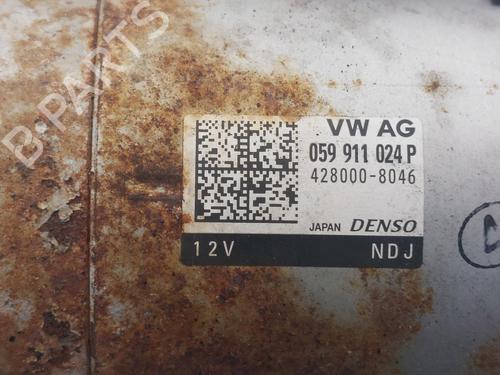 VW AG
059 911 024 P
428000-8046
JAPAN DENSO
12V NDJ
B-PARTS